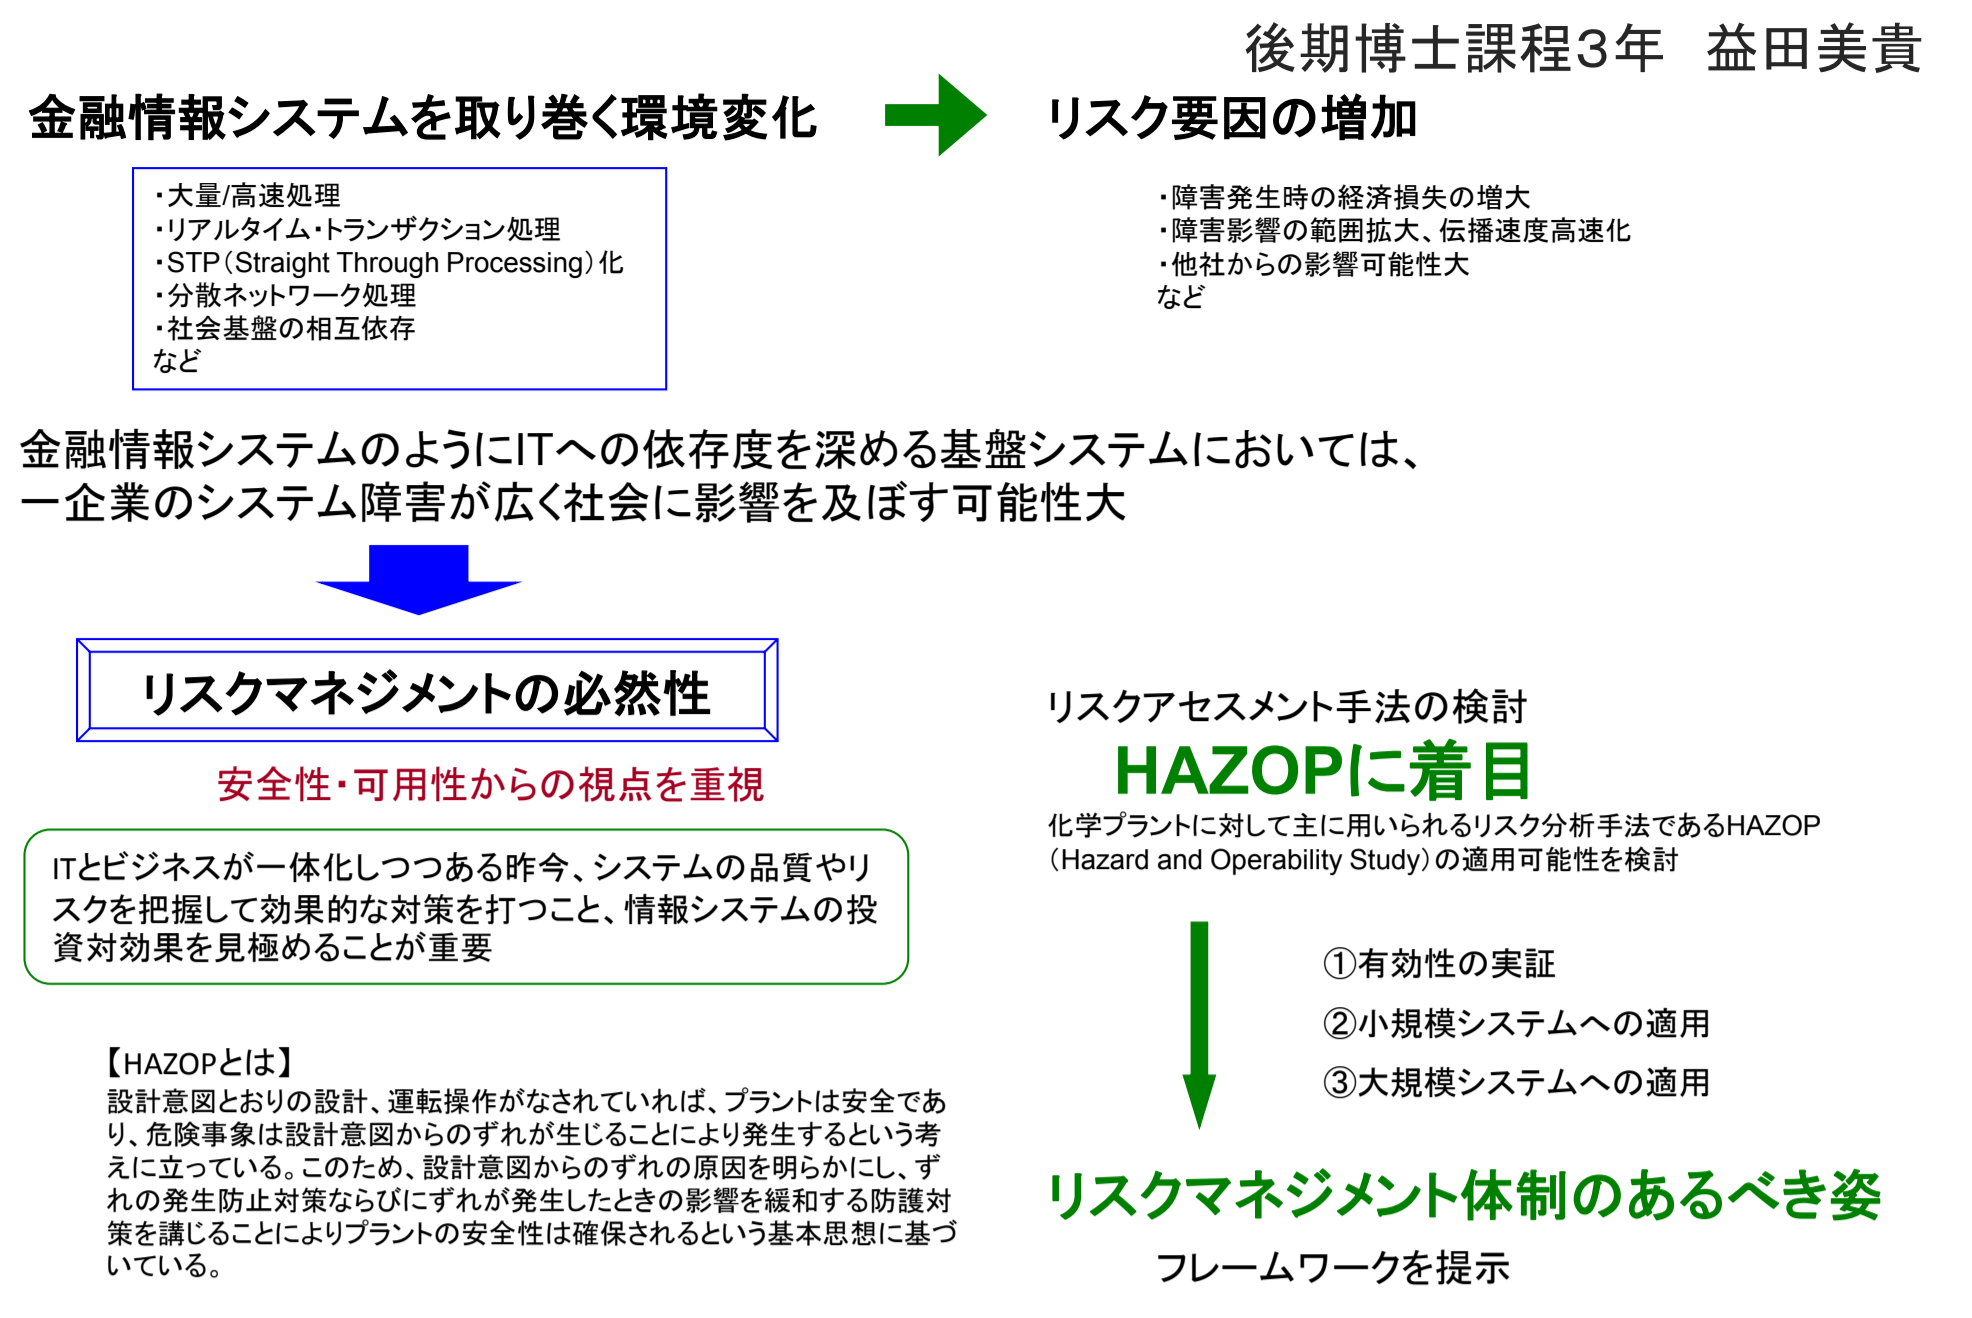 後期博士課程3年　益田美貴
金融情報システムを取り巻く環境変化
リスク要因の増加
・大量/高速処理
・リアルタイム・トランザクション処理
・STP（Straight Through Processing）化
・分散ネットワーク処理
・社会基盤の相互依存
など
・障害発生時の経済損失の増大
・障害影響の範囲拡大、伝播速度高速化
・他社からの影響可能性大
など
金融情報システムのようにITへの依存度を深める基盤システムにおいては、
一企業のシステム障害が広く社会に影響を及ぼす可能性大
リスクマネジメントの必然性
安全性・可用性からの視点を重視
ITとビジネスが一体化しつつある昨今、システムの品質やリ
スクを把握して効果的な対策を打つこと、情報システムの投
資対効果を見極めることが重要
【HAZOPとは】
設計意図とおりの設計、運転操作がなされていれば、プラントは安全であ
り、危険事象は設計意図からのずれが生じることにより発生するという考
えに立っている。このため、設計意図からのずれの原因を明らかにし、ず
れの発生防止対策ならびにずれが発生したときの影響を緩和する防護対
策を講じることによりプラントの安全性は確保されるという基本思想に基づ
いている。
リスクアセスメント手法の検討
HAZOPに着目
化学プラントに対して主に用いられるリスク分析手法であるHAZOP
（Hazard and Operability Study）の適用可能性を検討
①有効性の実証
②小規模システムへの適用
③大規模システムへの適用
リスクマネジメント体制のあるべき姿
フレームワークを提示